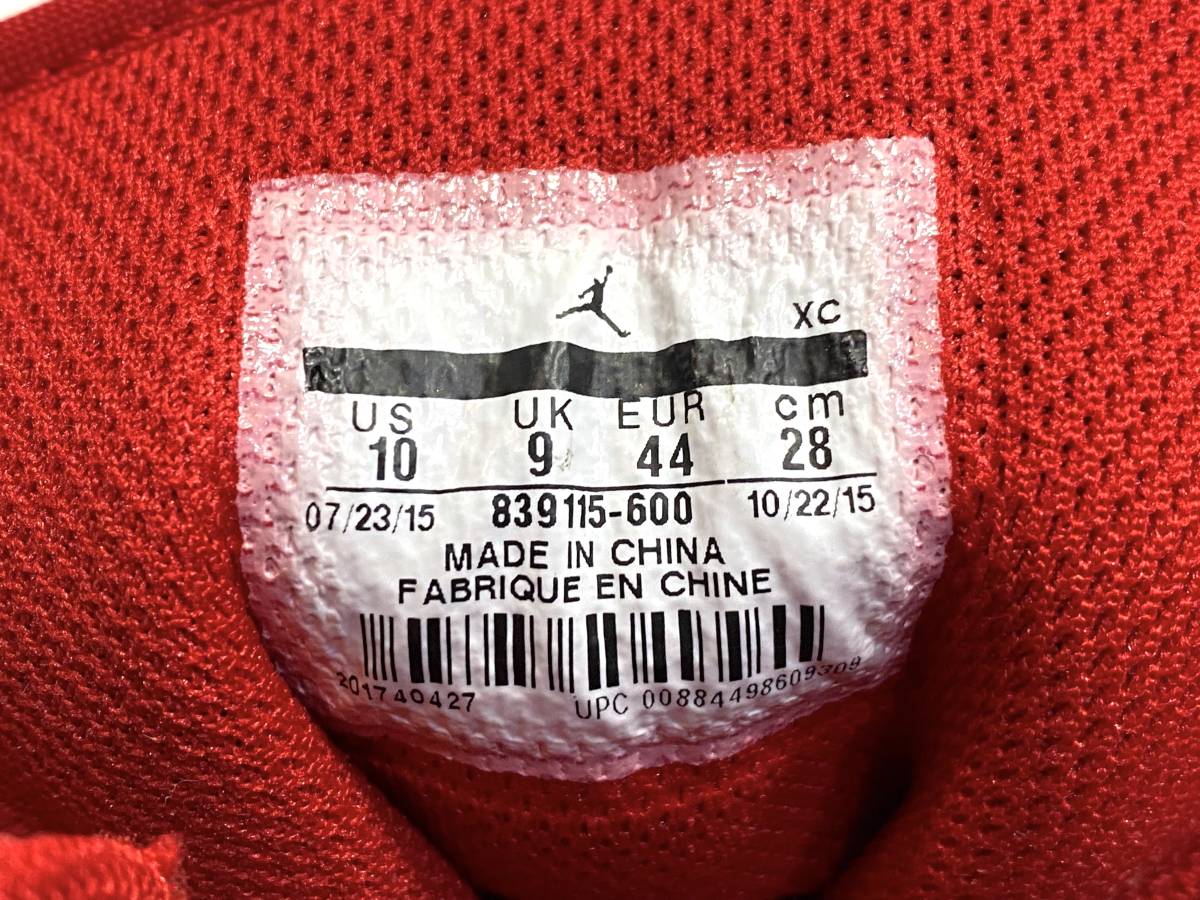 XC
US UK EUR cm
10 9 44 28
07/23/15 839115-600 10/22/15
MADE IN CHINA
FABRIQUE EN CHINE
201740427 UPC 00884498609309